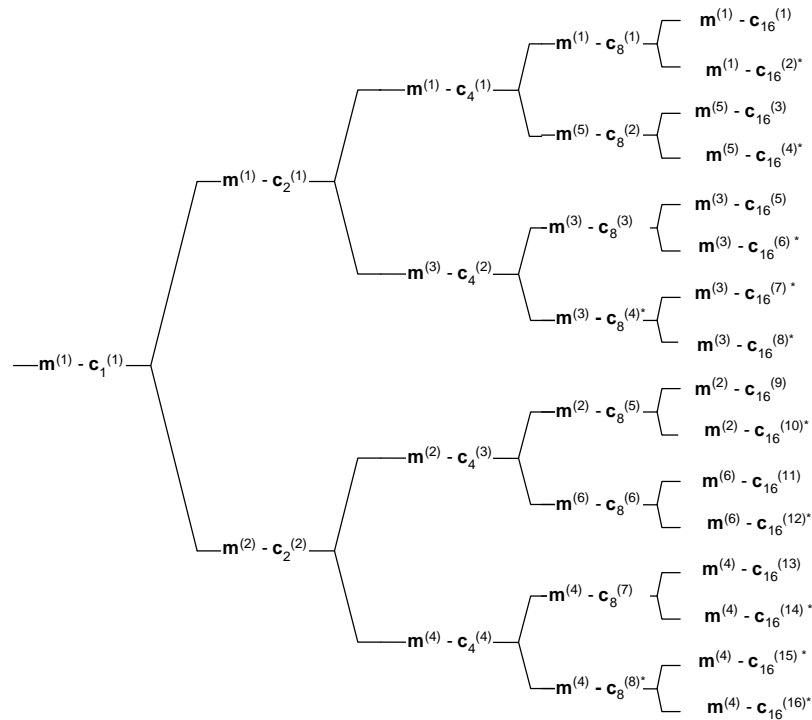 m(1) - c16(1)
m(1) - c8(1)
m(1) - c16(2)*
m(1) - c4(1)
m(5) - c16(3)
m(5) - c8(2)
m(5) - c16(4)*
m(1) - c2(1)
m(3) - c16(5)
m(3) - c8(3)
m(3) - c16(6) *
m(3) - c4(2)
m(3) - c16(7) *
m(3) - c8(4)*
m(3) - c16(8)*
m(1) - c1(1)
m(2) - c16(9)
m(2) - c8(5)
m(2) - c16(10)*
m(2) - c4(3)
m(6) - c16(11)
m(6) - c8(6)
m(6) - c16(12)*
m(2) - c2(2)
m(4) - c16(13)
m(4) - c8(7)
m(4) - c16(14) *
m(4) - c4(4)
m(4) - c16(15) *
m(4) - c8(8)*
m(4) - c16(16)*